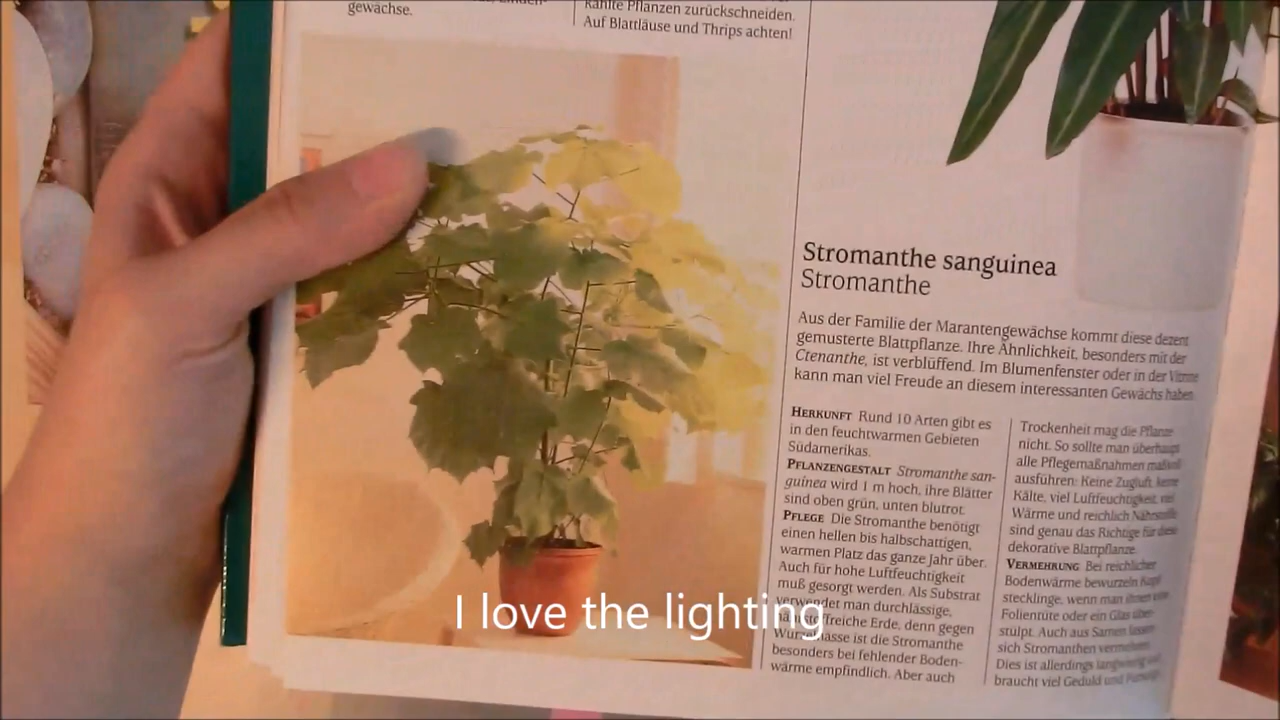 gewächse.
kahlte Pflanzen zurückschneiden.
Auf Blattläuse und Thrips achten!
Stromanthe sanguinea
Stromanthe
Aus der Familie der Marantengewächse kommt diese dezent
gemusterte Blattpflanze. Ihre Ähnlichkeit, besonders mit der
Ctenanthe, ist verblüffend. Im Blumenfenster oder in der Vitrine
kann man viel Freude an diesem interessanten Gewächs haben.
HERKUNFT Rund 10 Arten gibt es
in den feuchtwarmen Gebieten
Südamerikas.
PFLANZENGESTALT Stromanthe san-
guinea wird 1 m hoch, ihre Blätter
sind oben grün, unten blutrot.
PFLEGE Die Stromanthe benötigt
einen hellen bis halbschattigen,
warmen Platz das ganze Jahr über.
Auch für hohe Luftfeuchtigkeit
muß gesorgt werden. Als Substrat
verwendet man durchlässige,
Erde, denn gegen
Wurzelnässe ist die Stromanthe
besonders bei fehlender Boden-
wärme empfindlich. Aber auch
Trockenheit mag die Pflanze
nicht. So sollte man überhaupt
alle Pflegemaßnahmen maßvoll
ausführen: Keine Zugluft, keine
Kälte, viel Luftfeuchtigkeit, viel
Wärme und reichlich Nährstoffe
sind genau das Richtige für diese
dekorative Blattpflanze.
VERMEHRUNG Bei reichlicher
Bodenwärme bewurzeln Kopf-
stecklinge, wenn man ihnen eine
Folientüte oder ein Glas über-
stülpt. Auch aus Samen lassen
sich Stromanthen vermehren.
Dies ist allerdings langwierig und
braucht viel Geduld und
I love the lighting